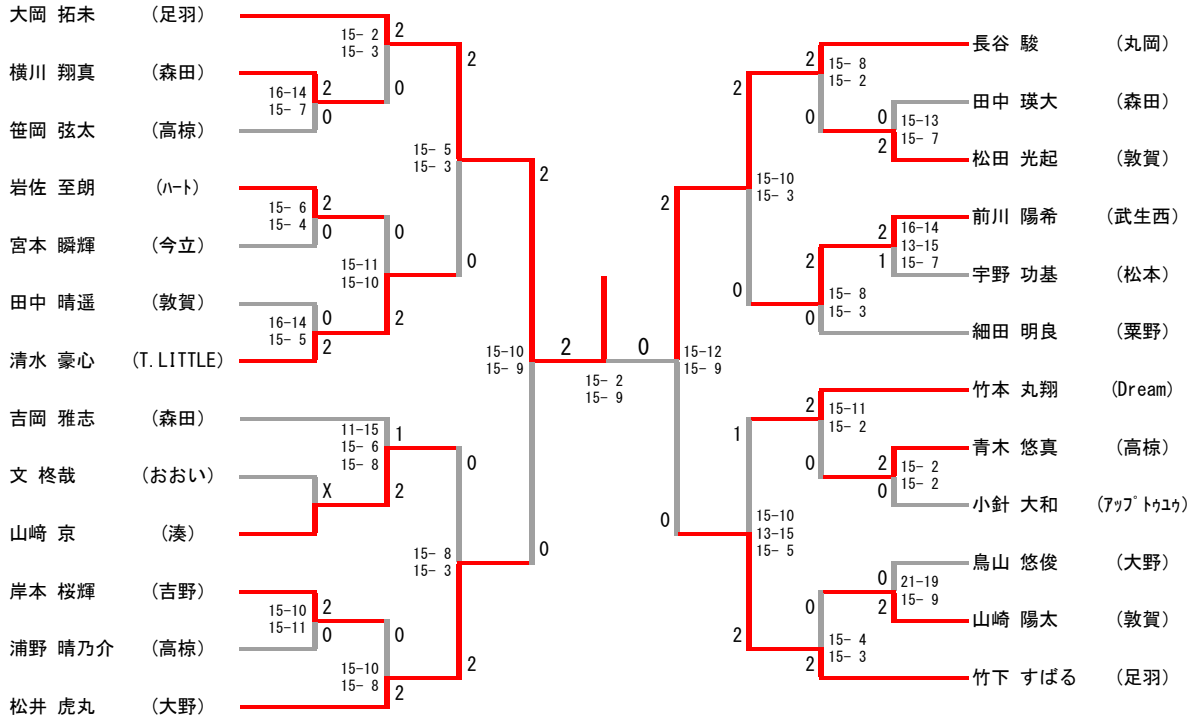 大岡 拓未 （足羽）
横川 翔真 （森田）
笹岡 弦太 （高椋）
岩佐 至朗 （ﾊｰﾄ）
宮本 瞬輝 （今立）
田中 晴遥 （敦賀）
清水 豪心 （T.LITTLE）
吉岡 雅志 （森田）
文 柊哉 （おおい）
山﨑 京 （湊）
岸本 桜輝 （吉野）
浦野 晴乃介 （高椋）
松井 虎丸 （大野）
15- 2 2
15- 3
0
16-14 2
15- 7 0
15- 6 2
15- 4 0
0
15-11
15-10
2
16-14 0
15- 5 2
2
15- 5
15- 3
0
11-15 1
15- 6
15- 8
2
X
15-10 2
15-11 0
0
15-10
15- 8 2
0
15- 8
15- 3
2
2
15-10
15- 9
0
2 0
15- 2
15- 9
2
15-12
15- 9
0
2
15-10
15- 3
0
2 15- 8
15- 2
0
0 15-13
15- 7
2
2 16-14
13-15
1 15- 7
2
15- 8
0 15- 3
1
15-10
13-15
15- 5
2
2 15-11
15- 2
0
2 15- 2
0 15- 2
0 21-19
2 15- 9
0
15- 4
2 15- 3
長谷 駿 （丸岡）
田中 瑛大 （森田）
松田 光起 （敦賀）
前川 陽希 （武生西）
宇野 功基 （松本）
細田 明良 （粟野）
竹本 丸翔 （Dream）
青木 悠真 （高椋）
小針 大和 （ｱｯﾌﾟﾄｩﾕｩ）
鳥山 悠俊 （大野）
山崎 陽太 （敦賀）
竹下 すばる （足羽）